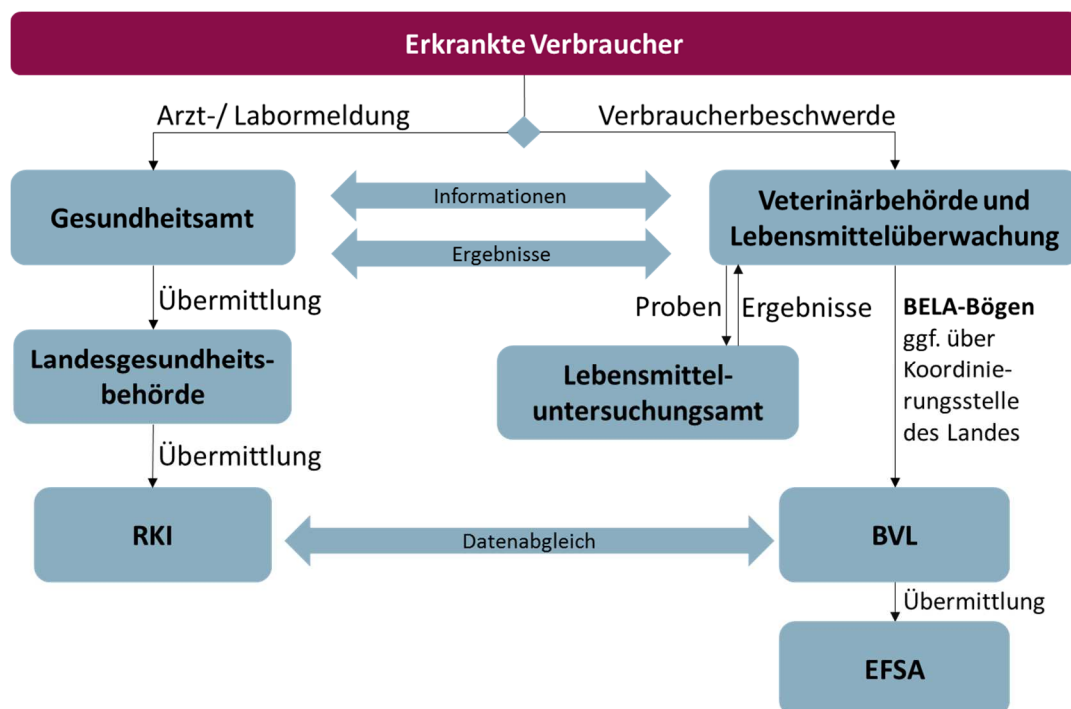 Erkrankte Verbraucher
Arzt-/ Labormeldung
Verbraucherbeschwerde
Gesundheitsamt
Informationen
Ergebnisse
Veterinärbehörde und
Lebensmittelüberwachung
Übermittlung
Proben
Ergebnisse
BELA-Bögen
ggf. über
Koordinie-
rungsstelle
des Landes
Landesgesundheits-
behörde
Lebensmittel-
untersuchungsamt
Übermittlung
RKI
Datenabgleich
BVL
Übermittlung
EFSA